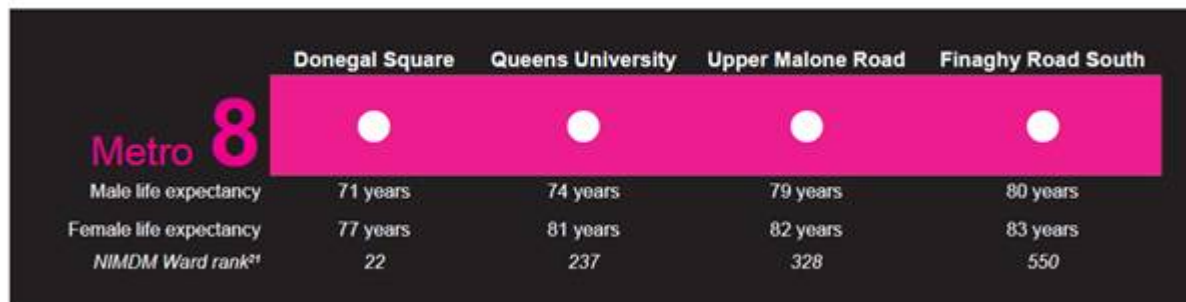 Donegal Square Queens University Upper Malone Road Finaghy Road South
Metro 8
Male life expectancy 71 years 74 years 79 years 80 years
Female life expectancy 77 years 81 years 82 years 83 years
NIMDM Ward rank²¹ 22 237 328 550